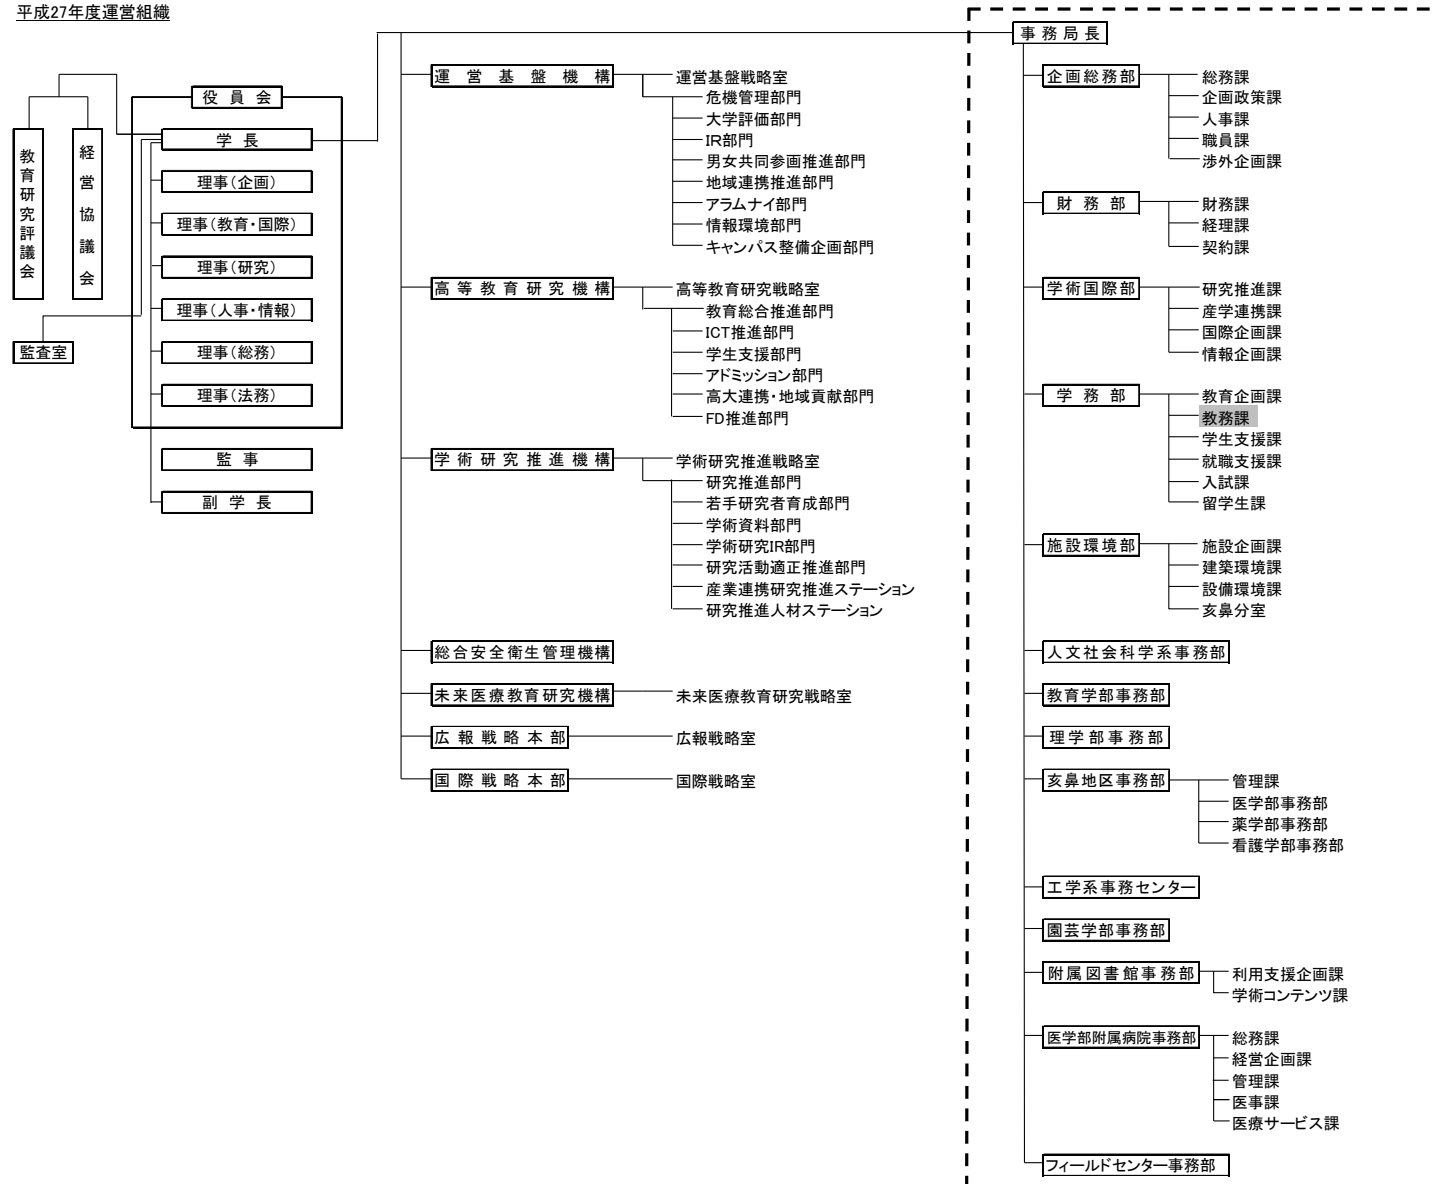 平成27年度運営組織
役員会
学長
理事(企画)
理事(教育・国際)
理事(研究)
理事(人事・情報)
理事(総務)
理事(法務)
監事
副学長
教育研究評議会
経営協議会
監査室
運営基盤機構
運営基盤戦略室
危機管理部門
大学評価部門
IR部門
男女共同参画推進部門
地域連携推進部門
アラムナイ部門
情報環境部門
キャンパス整備企画部門
高等教育研究機構
高等教育研究戦略室
教育総合推進部門
ICT推進部門
学生支援部門
アドミッション部門
高大連携・地域貢献部門
FD推進部門
学術研究推進機構
学術研究推進戦略室
研究推進部門
若手研究者育成部門
学術資料部門
学術研究IR部門
研究活動適正推進部門
産業連携研究推進ステーション
研究推進人材ステーション
総合安全衛生管理機構
未来医療教育研究機構
未来医療教育研究戦略室
広報戦略本部
広報戦略室
国際戦略本部
国際戦略室
事務局長
企画総務部
総務課
企画政策課
人事課
職員課
渉外企画課
財務部
財務課
経理課
契約課
学術国際部
研究推進課
産学連携課
国際企画課
情報企画課
学務部
教育企画課
教務課
学生支援課
就職支援課
入試課
留学生課
施設環境部
施設企画課
建築環境課
設備環境課
亥鼻分室
人文社会科学系事務部
教育学部事務部
理学部事務部
亥鼻地区事務部
管理課
医学部事務部
薬学部事務部
看護学部事務部
工学系事務センター
園芸学部事務部
附属図書館事務部
利用支援企画課
学術コンテンツ課
医学部附属病院事務部
総務課
経営企画課
管理課
医事課
医療サービス課
フィールドセンター事務部